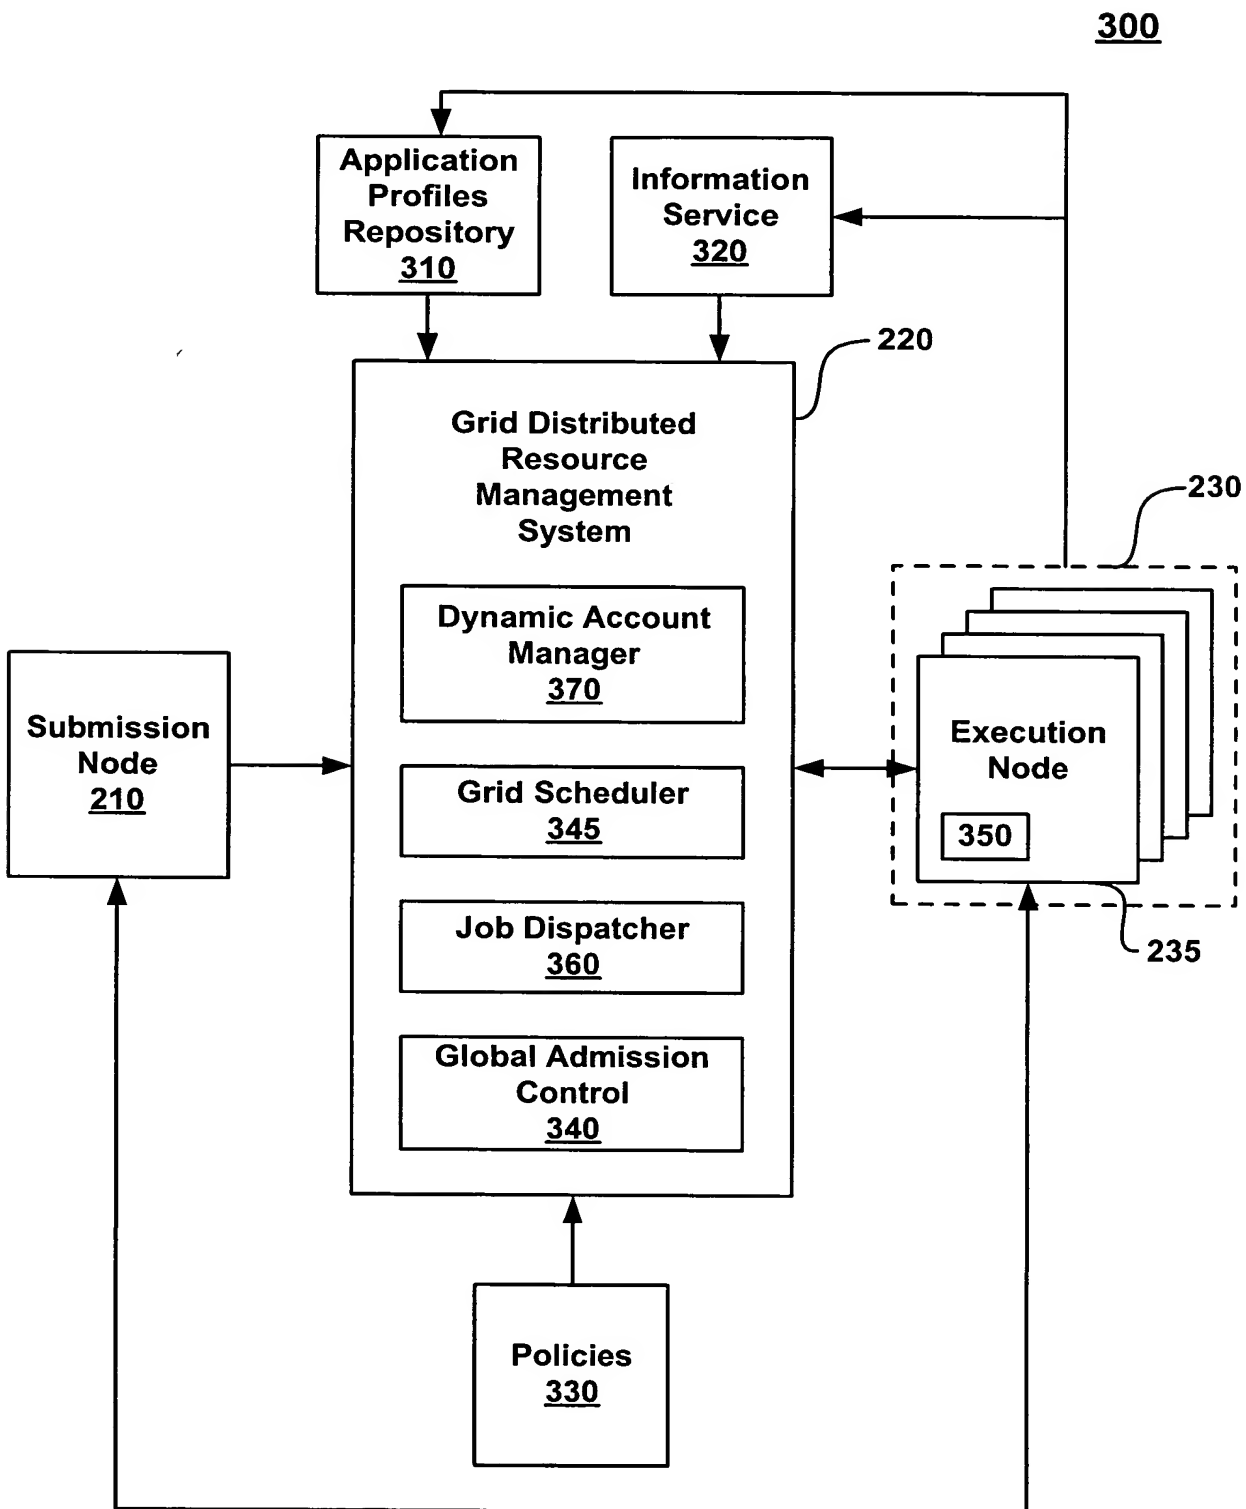 300
Application
Profiles
Repository
310
Information
Service
320
220
Grid Distributed
Resource
Management
System
230
Dynamic Account
Manager
370
Submission
Node
210
Execution
Node
350
Grid Scheduler
345
Job Dispatcher
360
235
Global Admission
Control
340
Policies
330